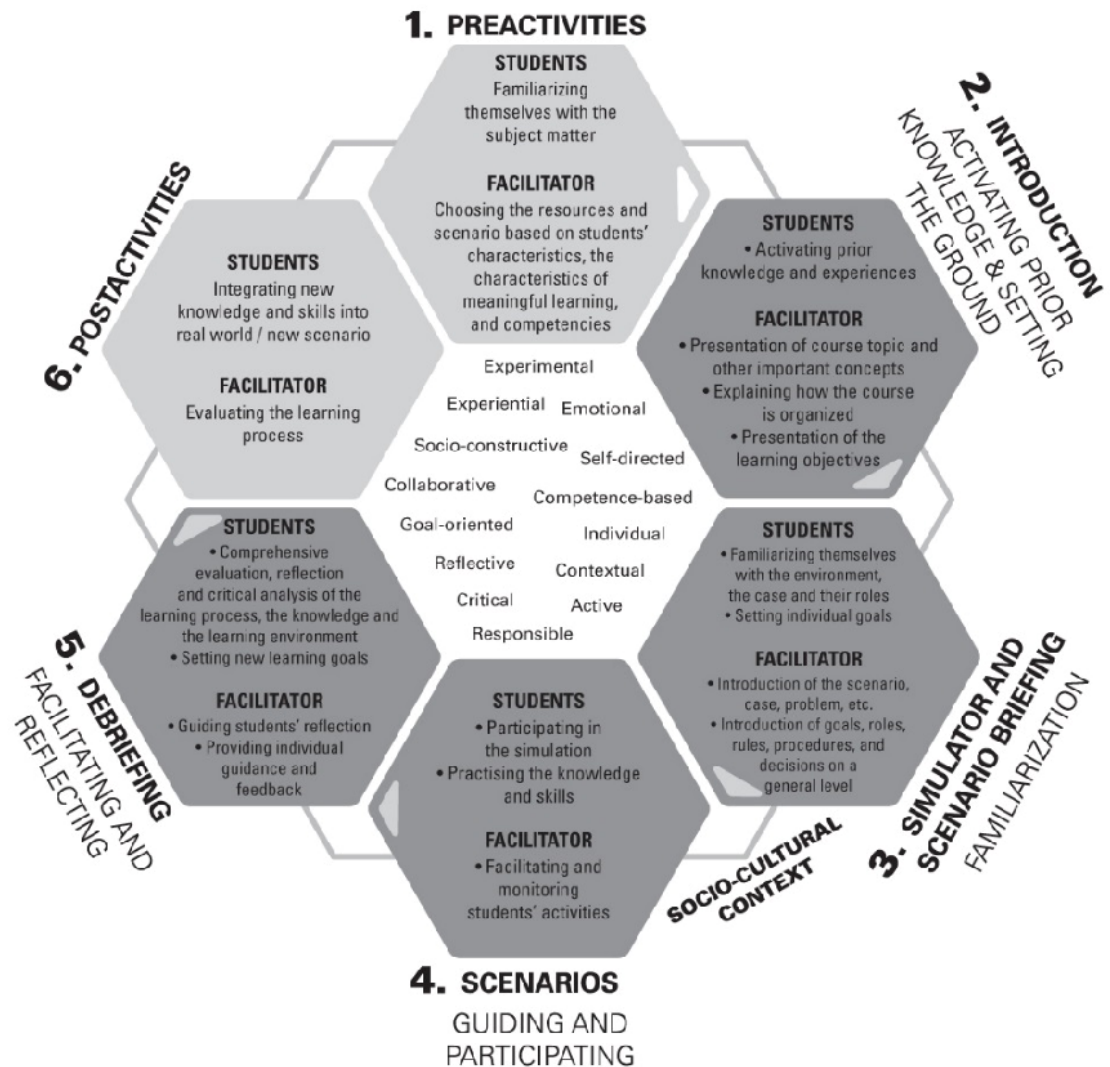 1. PREACTIVITIES
STUDENTS
Familiarizing
themselves with the
subject matter
FACILITATOR
Choosing the resources and
scenario based on students'
characteristics, the
characteristics of
meaningful learning,
and competencies
2. INTRODUCTION
ACTIVATING PRIOR
KNOWLEDGE & SETTING
THE GROUND
STUDENTS
• Activating prior
knowledge and experiences
FACILITATOR
• Presentation of course topic and
other important concepts
• Explaining how the course
is organized
• Presentation of the
learning objectives
3. SIMULATOR AND
SCENARIO BRIEFING
FAMILIARIZATION
STUDENTS
• Familiarizing themselves
with the environment,
the case and their roles
• Setting individual goals
FACILITATOR
• Introduction of the scenario,
case, problem, etc.
• Introduction of goals, roles,
rules, procedures, and
decisions on a
general level
SOCIO-CULTURAL
CONTEXT
4. SCENARIOS
GUIDING AND
PARTICIPATING
STUDENTS
• Participating in
the simulation
• Practising the knowledge
and skills
FACILITATOR
• Facilitating and
monitoring
students' activities
5. DEBRIEFING
FACILITATING AND
REFLECTING
STUDENTS
• Comprehensive
evaluation, reflection
and critical analysis of the
learning process, the knowledge and
the learning environment
• Setting new learning goals
FACILITATOR
• Guiding students' reflection
• Providing individual
guidance and
feedback
6. POSTACTIVITIES
STUDENTS
Integrating new
knowledge and skills into
real world / new scenario
FACILITATOR
Evaluating the learning
process
Experimental
Experiential
Emotional
Socio-constructive
Self-directed
Collaborative
Competence-based
Goal-oriented
Individual
Reflective
Contextual
Critical
Active
Responsible